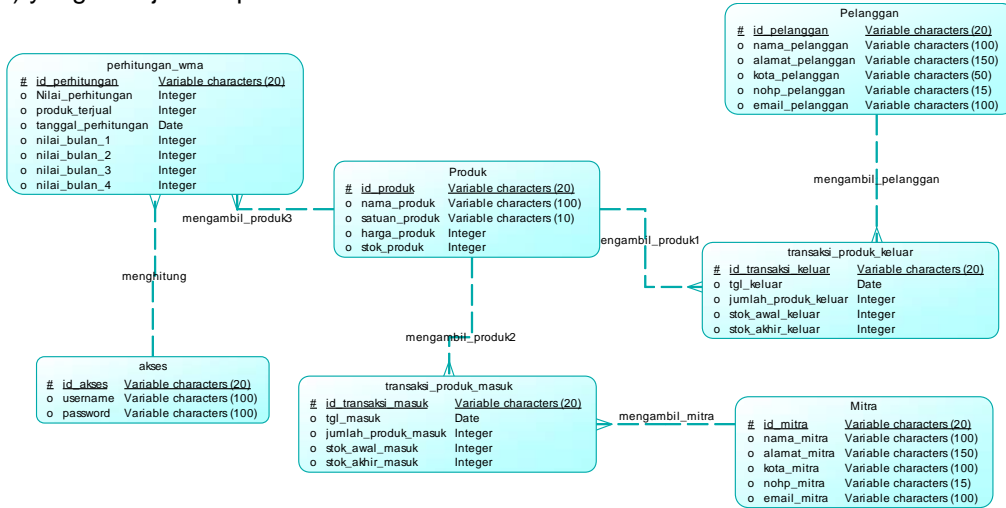 Pelanggan
# id_pelanggan Variable characters (20)
o nama_pelanggan Variable characters (100)
o alamat_pelanggan Variable characters (150)
o kota_pelanggan Variable characters (50)
o nohp_pelanggan Variable characters (15)
o email_pelanggan Variable characters (100)
perhitungan_wma
# id_perhitungan Variable characters (20)
o Nilai_perhitungan Integer
o produk_terjual Integer
o tanggal_perhitungan Date
o nilai_bulan_1 Integer
o nilai_bulan_2 Integer
o nilai_bulan_3 Integer
o nilai_bulan_4 Integer
Produk
# id_produk Variable characters (20)
o nama_produk Variable characters (100)
o satuan_produk Variable characters (10)
o harga_produk Integer
o stok_produk Integer
mengambil_pelanggan
mengambil_produk3
engambil_produk1
transaksi_produk_keluar
# id_transaksi_keluar Variable characters (20)
o tgl_keluar Date
o jumlah_produk_keluar Integer
o stok_awal_keluar Integer
o stok_akhir_keluar Integer
menghitung
mengambil_produk2
akses
# id_akses Variable characters (20)
o username Variable characters (100)
o password Variable characters (100)
transaksi_produk_masuk
# id_transaksi_masuk Variable characters (20)
o tgl_masuk Date
o jumlah_produk_masuk Integer
o stok_awal_masuk Integer
o stok_akhir_masuk Integer
mengambil_mitra
Mitra
# id_mitra Variable characters (20)
o nama_mitra Variable characters (100)
o alamat_mitra Variable characters (150)
o kota_mitra Variable characters (100)
o nohp_mitra Variable characters (15)
o email_mitra Variable characters (100)